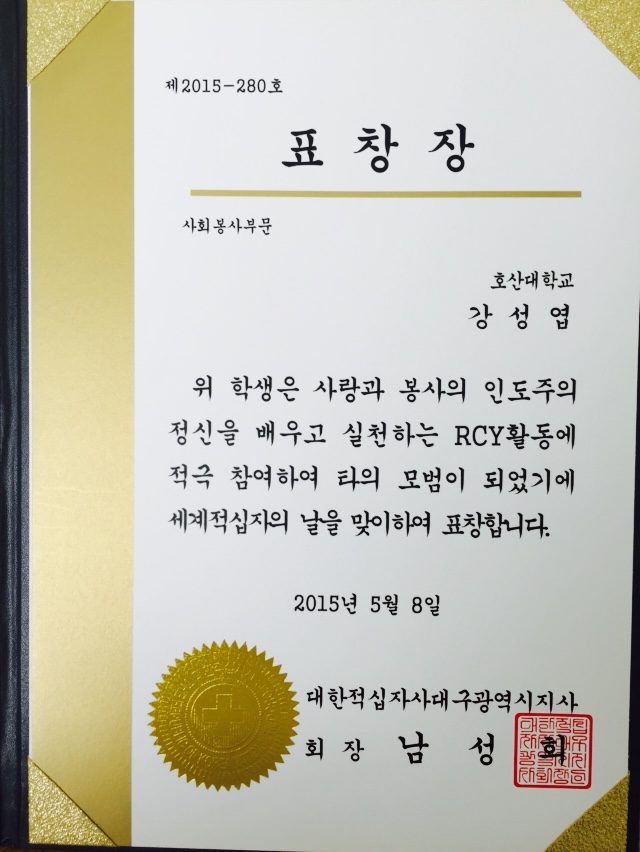 제2015-280호
표 창 장
사회봉사부문
호산대학교
강 성 엽
위 학생은 사랑과 봉사의 인도주의
정신을 배우고 실천하는 RCY활동에
적극 참여하여 타의 모범이 되었기에
세계적십자의 날을 맞이하여 표창합니다.
2015년 5월 8일
대한적십자사대구광역시지사
회 장 남 성 희